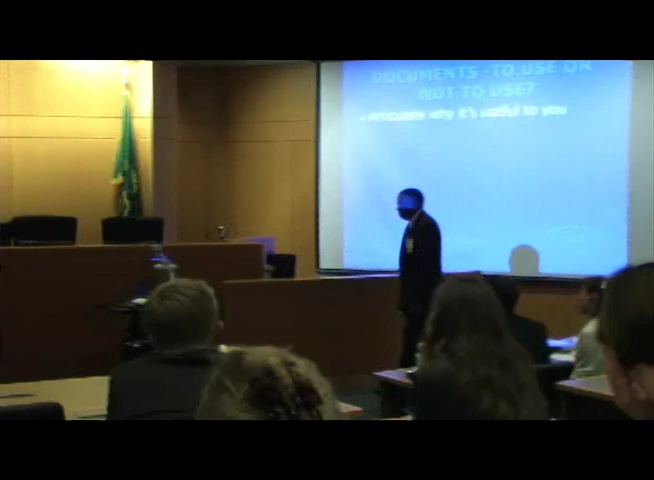 DOCUMENTS -TO USE OR
NOT TO USE?
- Articulate why it's useful to you